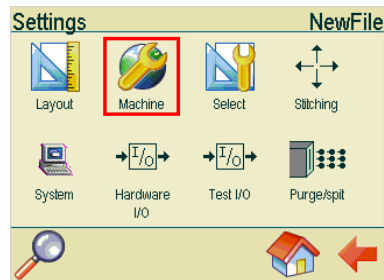 Settings NewFile
Layout Machine Select Stitching
I/O I/O
System Hardware I/O Test I/O Purge/spit